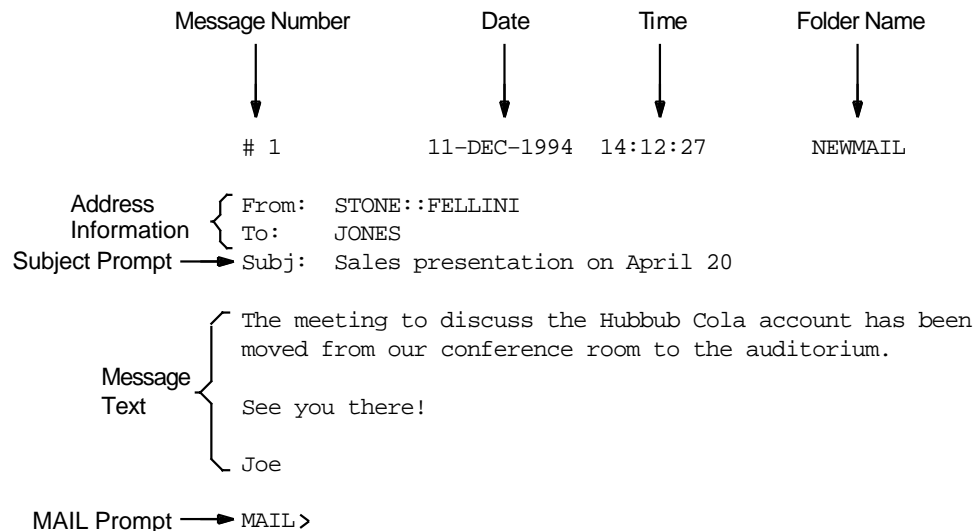 Message Number Date Time Folder Name
# 1 11-DEC-1994 14:12:27 NEWMAIL
Address Information
From: STONE::FELLINI
To: JONES
Subject Prompt Subj: Sales presentation on April 20
Message Text
The meeting to discuss the Hubbub Cola account has been
moved from our conference room to the auditorium.
See you there!
Joe
MAIL Prompt MAIL>